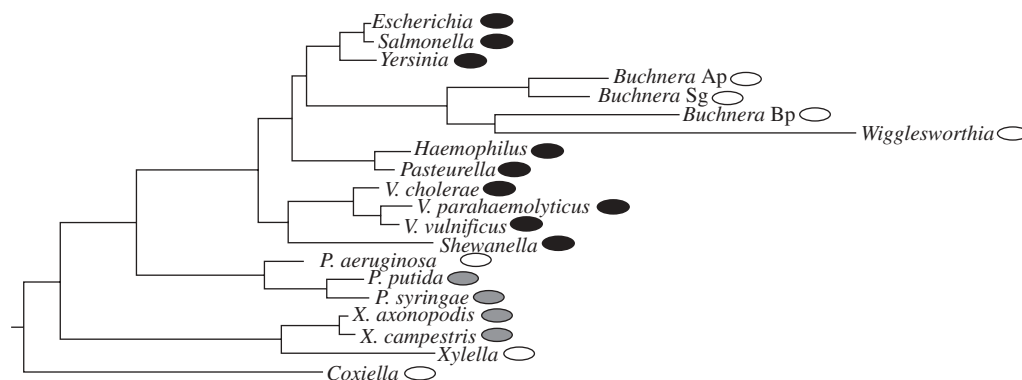 Escherichia
Salmonella
Yersinia
Buchnera Ap
Buchnera Sg
Buchnera Bp
Wigglesworthia
Haemophilus
Pasteurella
V. cholerae
V. parahaemolyticus
V. vulnificus
Shewanella
P. aeruginosa
P. putida
P. syringae
X. axonopodis
X. campestris
Xylella
Coxiella